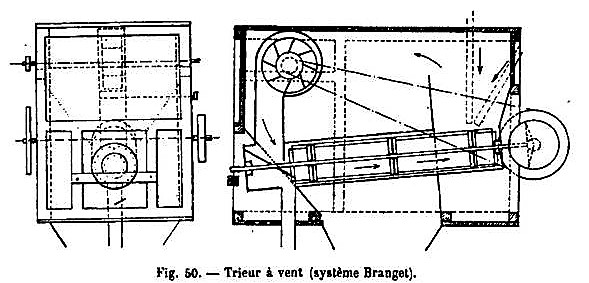 Fig. 50. — Trieur à vent (système Branget).